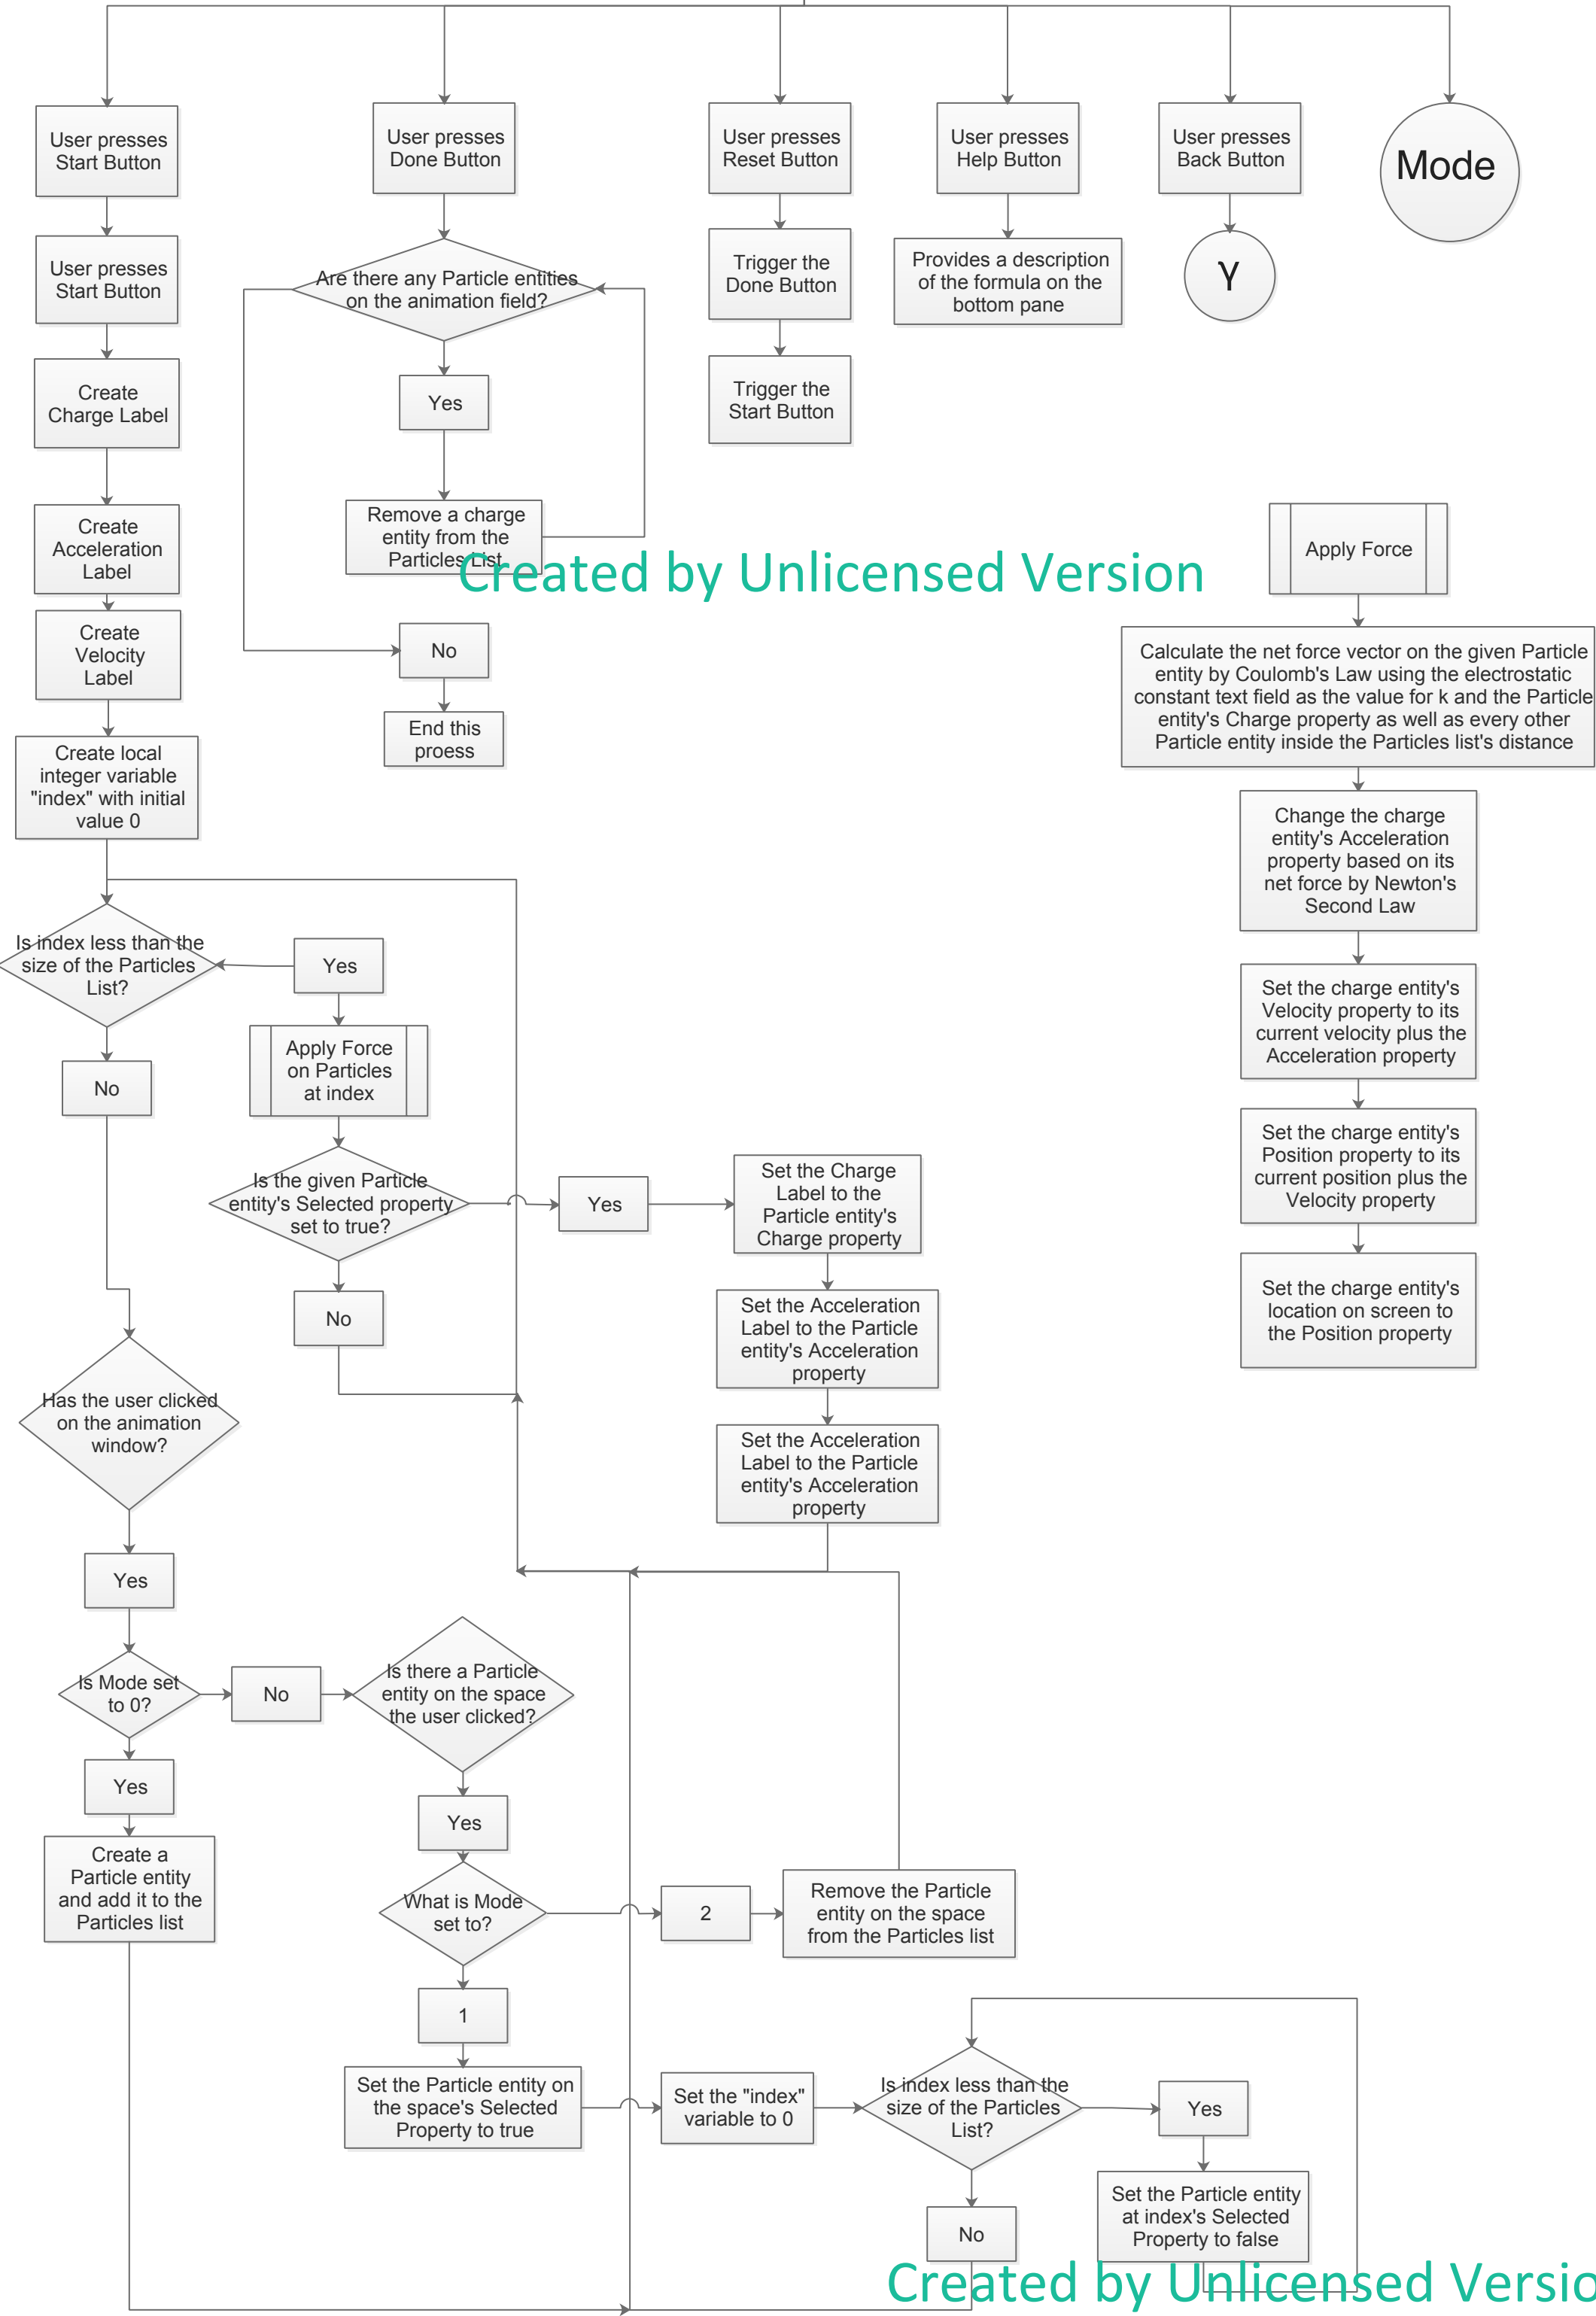 User presses
Start Button
User presses
Done Button
User presses
Reset Button
User presses
Help Button
User presses
Back Button
Mode
User presses
Start Button
Are there any Particle entities
on the animation field?
Trigger the
Done Button
Provides a description
of the formula on the
bottom pane
γ
Create
Charge Label
Yes
Trigger the
Start Button
Create
Acceleration
Label
Remove a charge
entity from the
Particles List
Created by Unlicensed Version
Apply Force
Create
Velocity
Label
No
Calculate the net force vector on the given Particle
entity by Coulomb's Law using the electrostatic
constant text field as the value for k and the Particle
entity's Charge property as well as every other
Particle entity inside the Particles list's distance
End this
proess
Create local
integer variable
"index" with initial
value 0
Change the charge
entity's Acceleration
property based on its
net force by Newton's
Second Law
Is index less than the
size of the Particles
List?
Yes
Set the charge entity's
Velocity property to its
current velocity plus the
Acceleration property
No
Apply Force
on Particles
at index
Set the charge entity's
Position property to its
current position plus the
Velocity property
Is the given Particle
entity's Selected property
set to true?
Yes
Set the Charge
Label to the
Particle entity's
Charge property
Set the charge entity's
location on screen to
the Position property
No
Set the Acceleration
Label to the Particle
entity's Acceleration
property
Has the user clicked
on the animation
window?
Set the Acceleration
Label to the Particle
entity's Acceleration
property
Yes
Is Mode set
to 0?
No
Is there a Particle
entity on the space
the user clicked?
Yes
Yes
Create a
Particle entity
and add it to the
Particles list
What is Mode
set to?
2
Remove the Particle
entity on the space
from the Particles list
1
Set the Particle entity on
the space's Selected
Property to true
Set the "index"
variable to 0
Is index less than the
size of the Particles
List?
Yes
Set the Particle entity
at index's Selected
Property to false
No
Created by Unlicensed Versio